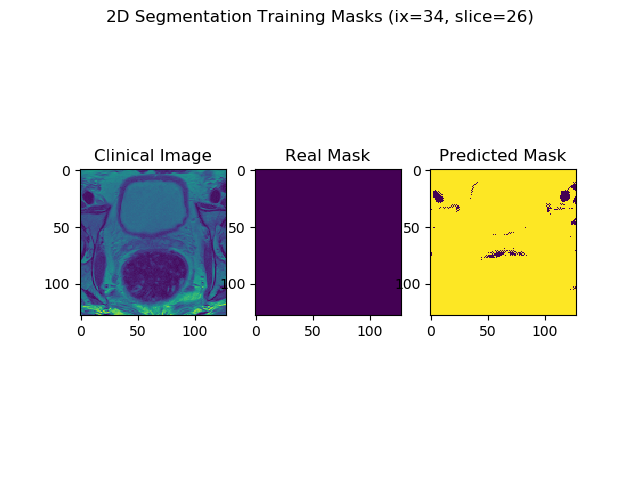 2D Segmentation Training Masks (ix=34, slice=26)
Clinical Image Real Mask Predicted Mask
0 0 0
50 50 50
100 100 100
0 50 100 0 50 100 0 50 100